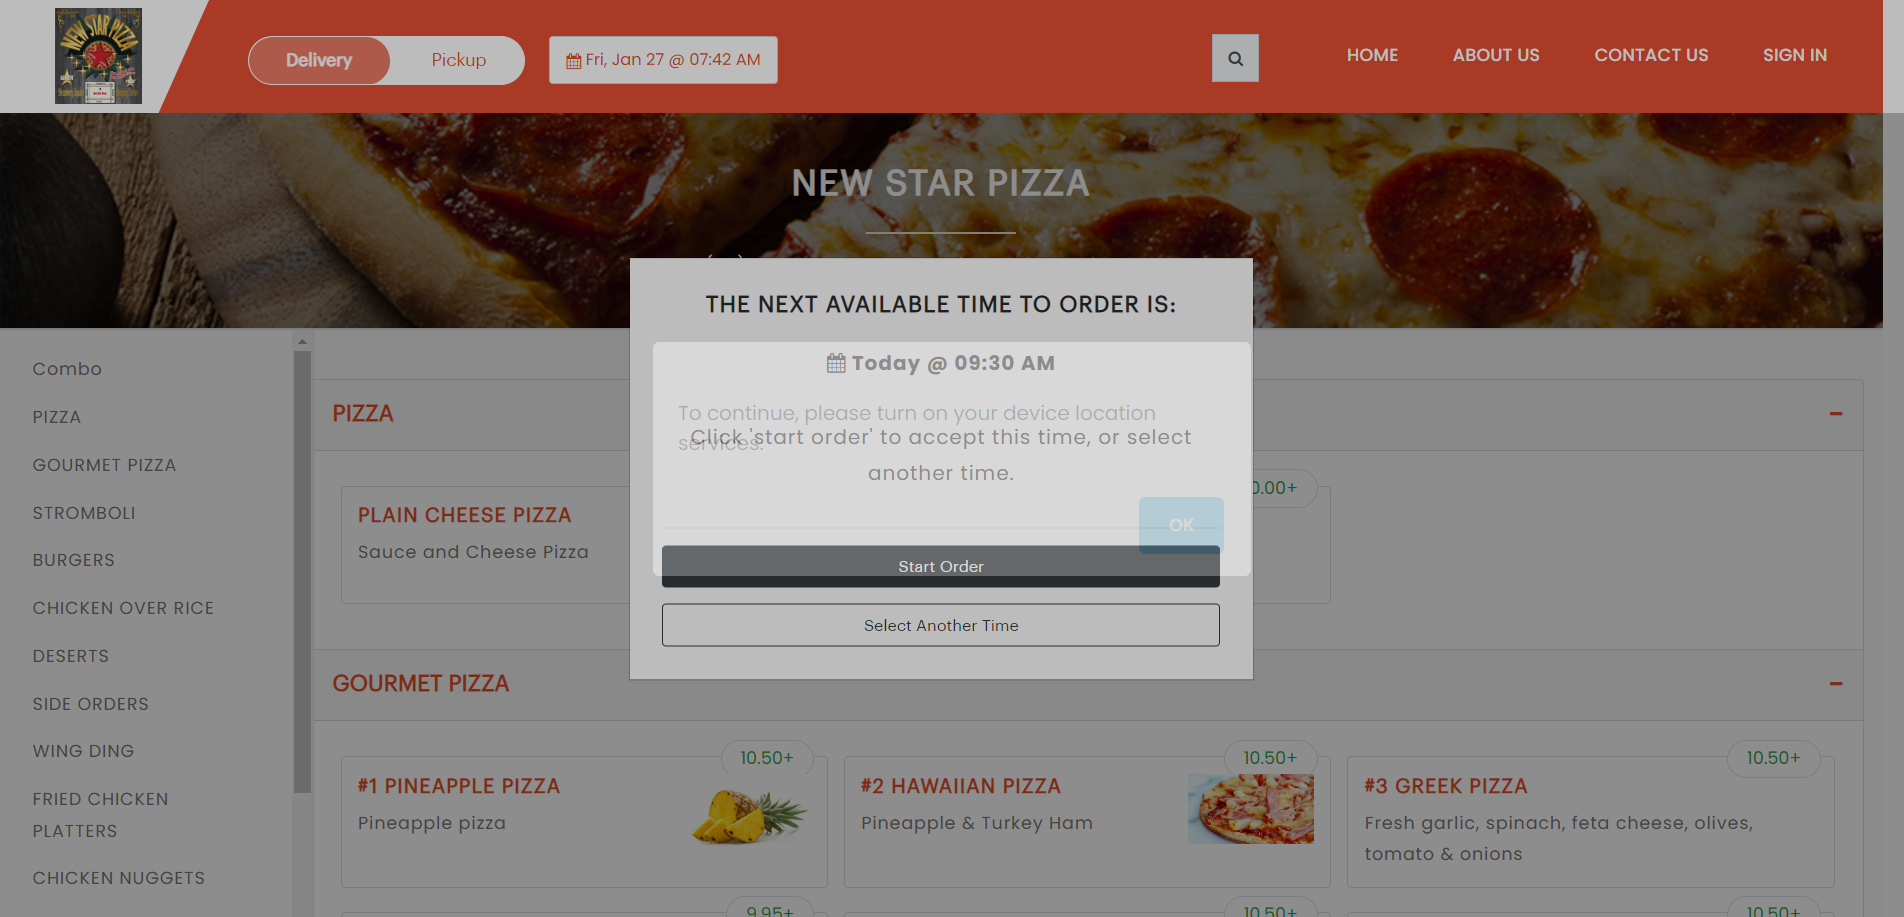 NEW STAR PIZZA
Delivery
Pickup
Fri, Jan 27 @ 07:42 AM
HOME
ABOUT US
CONTACT US
SIGN IN
NEW STAR PIZZA
THE NEXT AVAILABLE TIME TO ORDER IS:
Today @ 09:30 AM
To continue, please turn on your device location
services.
Click 'start order' to accept this time, or select
another time.
OK
Start Order
Select Another Time
Combo
PIZZA
GOURMET PIZZA
STROMBOLI
BURGERS
CHICKEN OVER RICE
DESERTS
SIDE ORDERS
WING DING
FRIED CHICKEN
PLATTERS
CHICKEN NUGGETS
PIZZA
PLAIN CHEESE PIZZA
Sauce and Cheese Pizza
0.00+
GOURMET PIZZA
10.50+
#1 PINEAPPLE PIZZA
Pineapple pizza
10.50+
#2 HAWAIIAN PIZZA
Pineapple & Turkey Ham
10.50+
#3 GREEK PIZZA
Fresh garlic, spinach, feta cheese, olives,
tomato & onions
9.95+
10.50+
10.50+